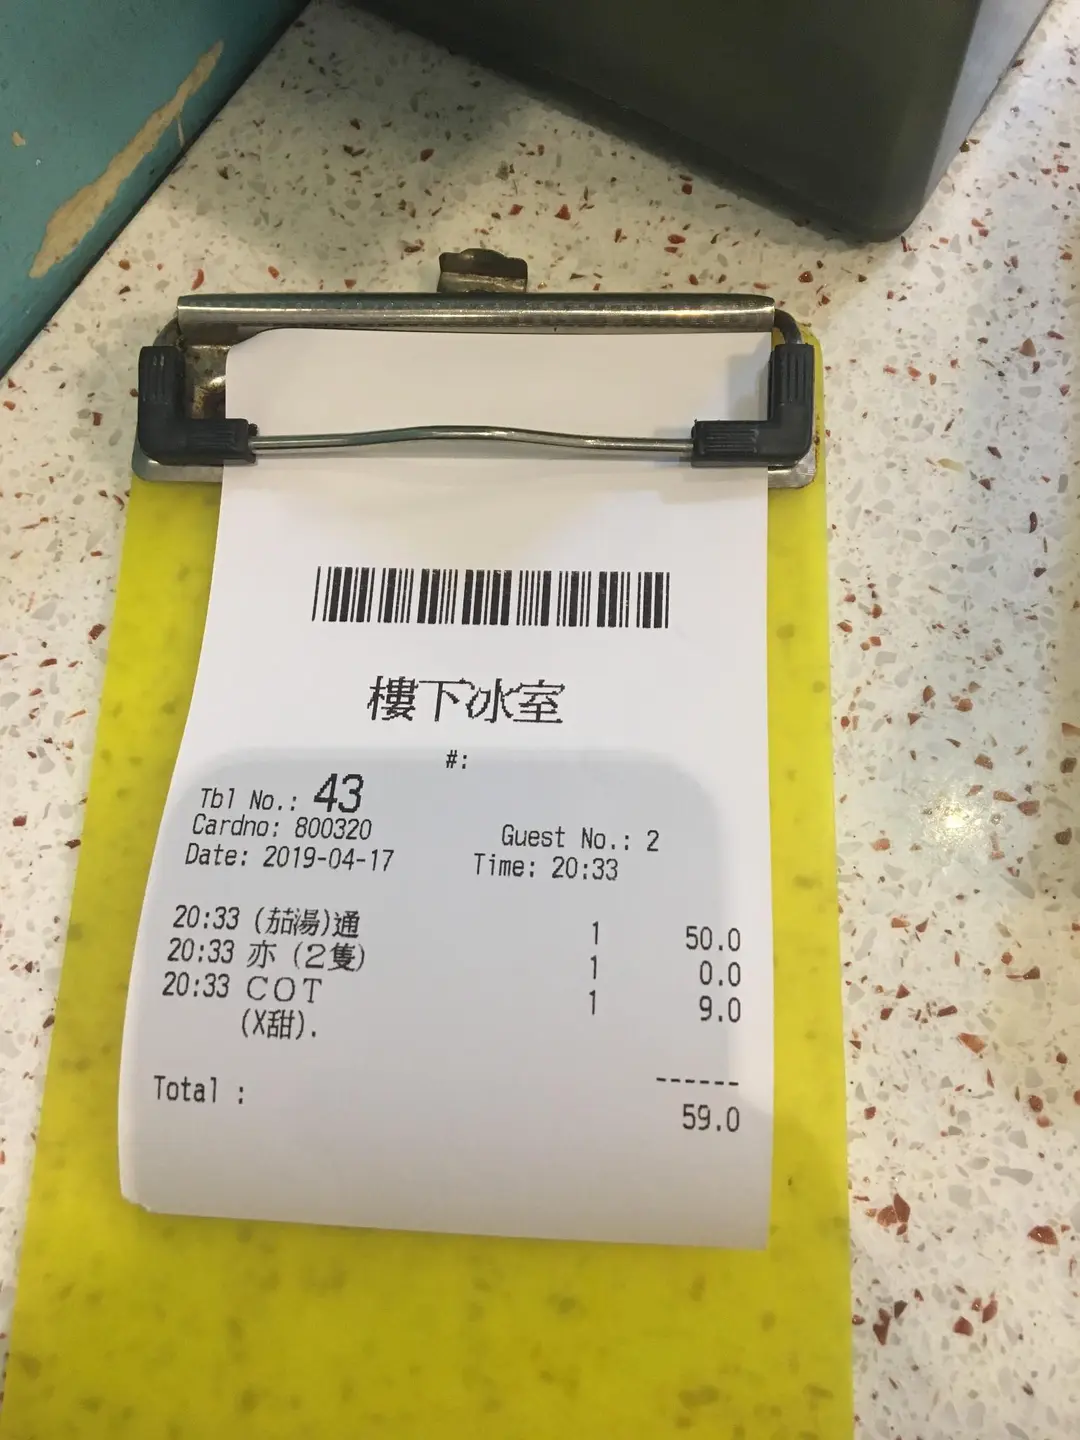 樓下冰室
#:
Tbl No.: 43
Cardno: 800320 Guest No.: 2
Date: 2019-04-17 Time: 20:33
20:33 (茄湯)通 1 50.0
20:33 亦 (2隻) 1 0.0
20:33 COT 1 9.0
(X甜).
------
Total : 59.0